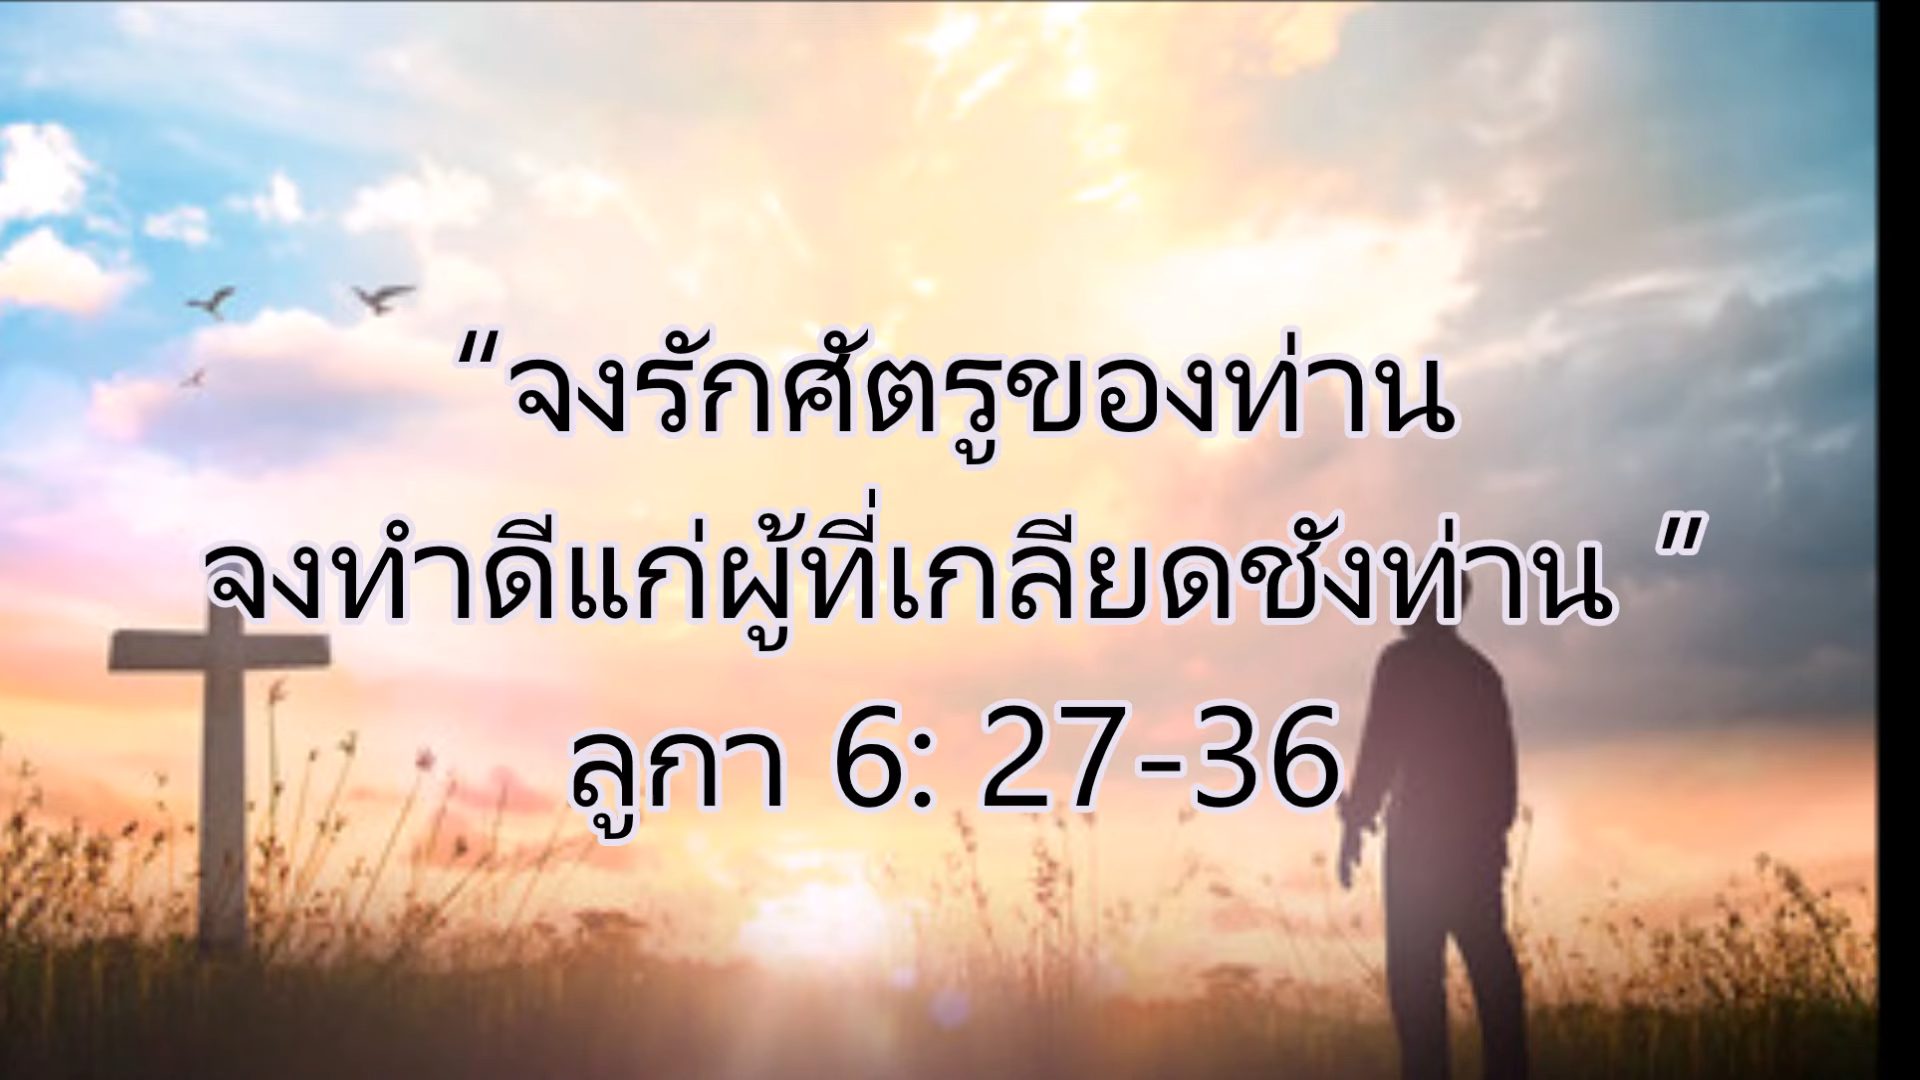 “จงรักศัตรูของท่าน
จงทำดีแก่ผู้ที่เกลียดชังท่าน ”
ลูกา 6: 27-36